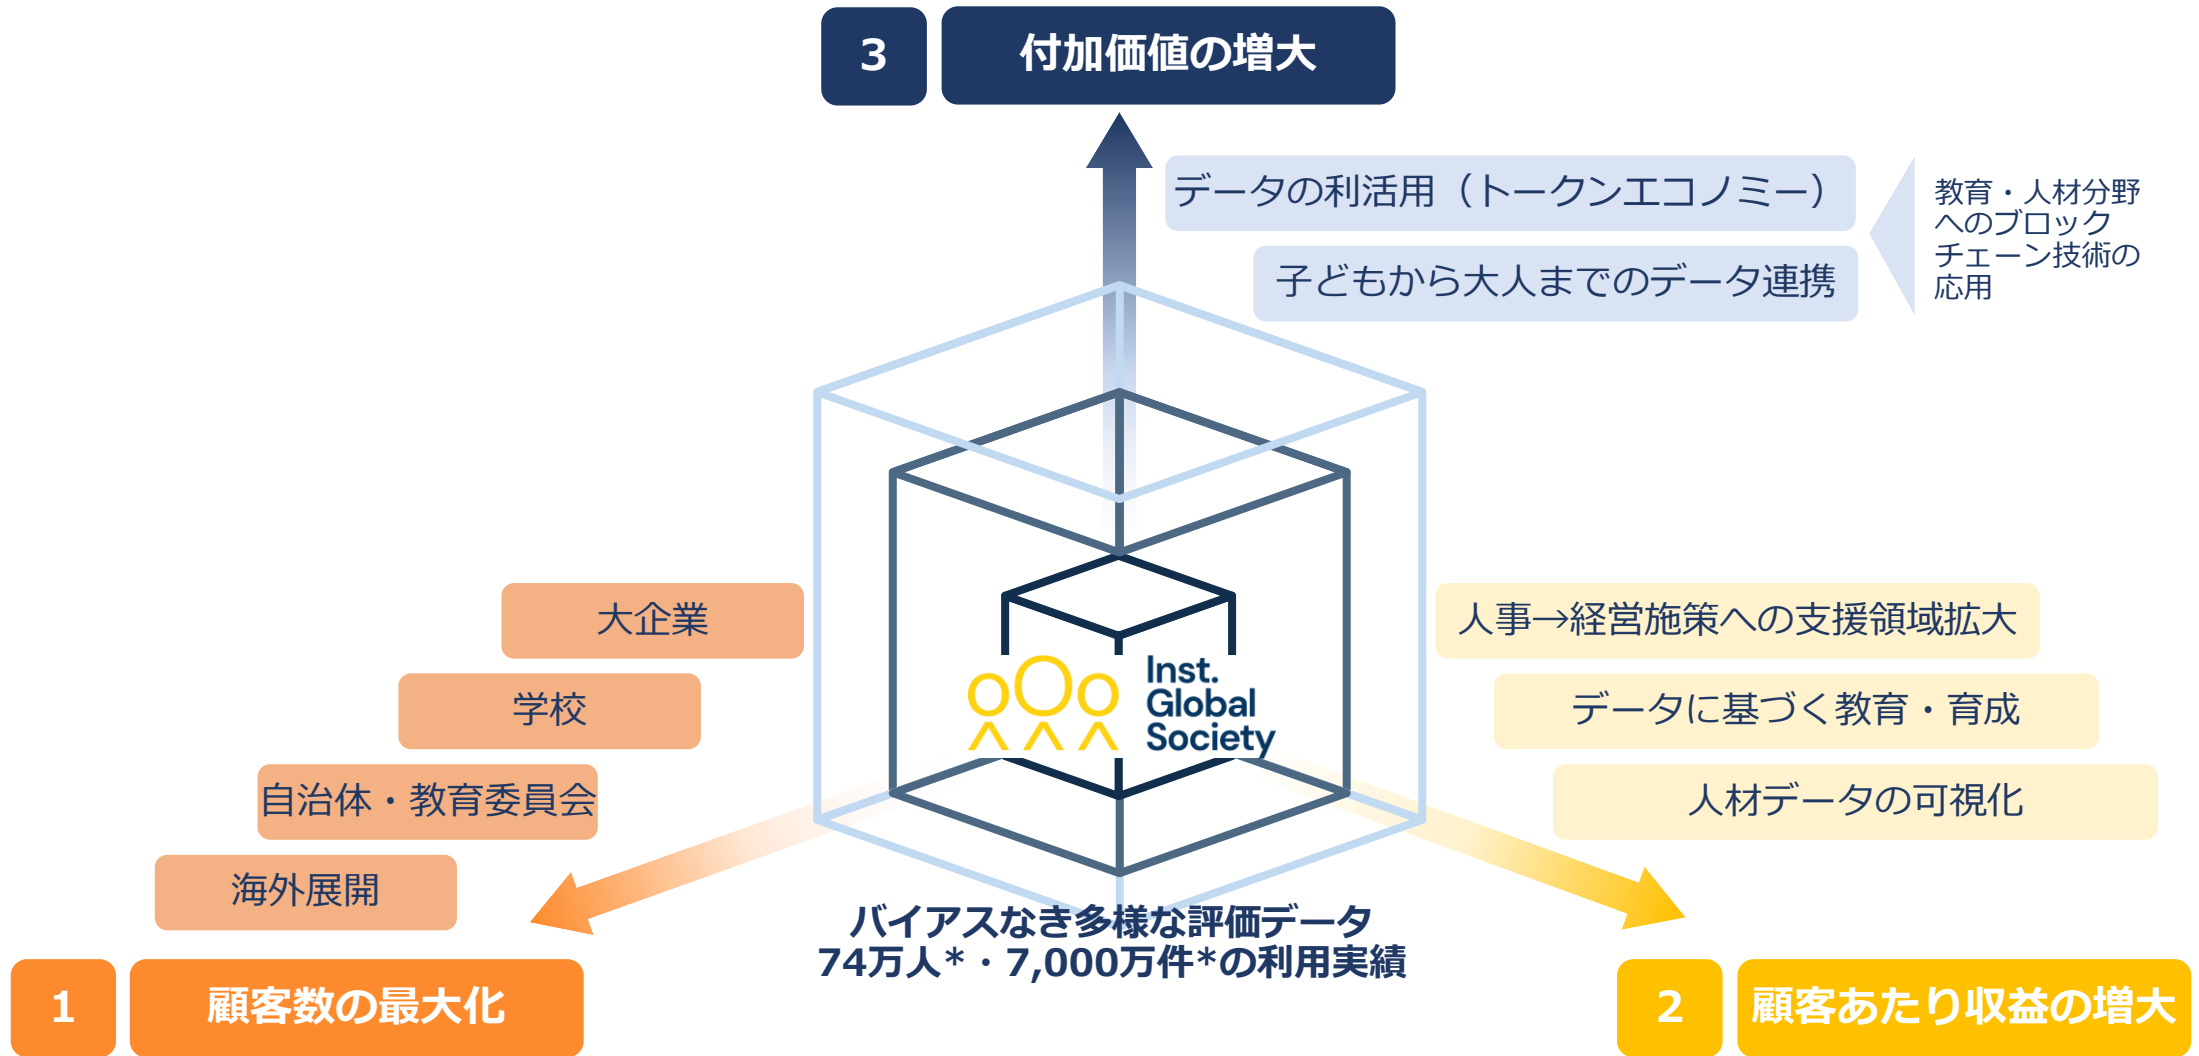 3
付加価値の増大
データの利活用（トークンエコノミー）
子どもから大人までのデータ連携
教育・人材分野
へのブロック
チェーン技術の
応用
大企業
学校
自治体・教育委員会
海外展開
Inst.
Global
Society
人事→経営施策への支援領域拡大
データに基づく教育・育成
人材データの可視化
バイアスなき多様な評価データ
74万人*・7,000万件*の利用実績
1
顧客数の最大化
2
顧客あたり収益の増大